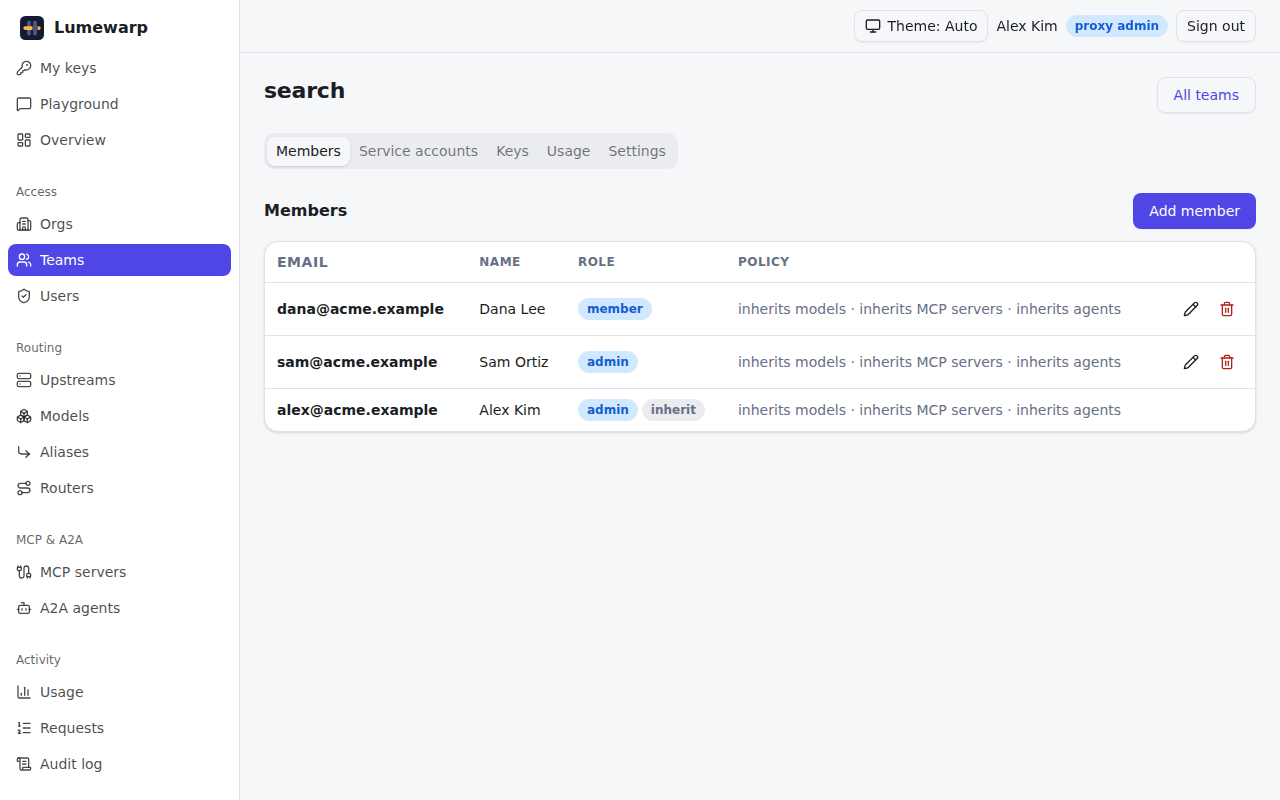 Lumewarp
My keys
Playground
Overview
Access
Orgs
Teams
Users
Routing
Upstreams
Models
Aliases
Routers
MCP & A2A
MCP servers
A2A agents
Activity
Usage
Requests
Audit log
Theme: Auto Alex Kim proxy admin Sign out
search
All teams
Members Service accounts Keys Usage Settings
Members
Add member
EMAIL NAME ROLE POLICY
dana@acme.example Dana Lee member inherits models · inherits MCP servers · inherits agents
sam@acme.example Sam Ortiz admin inherits models · inherits MCP servers · inherits agents
alex@acme.example Alex Kim admin inherit inherits models · inherits MCP servers · inherits agents